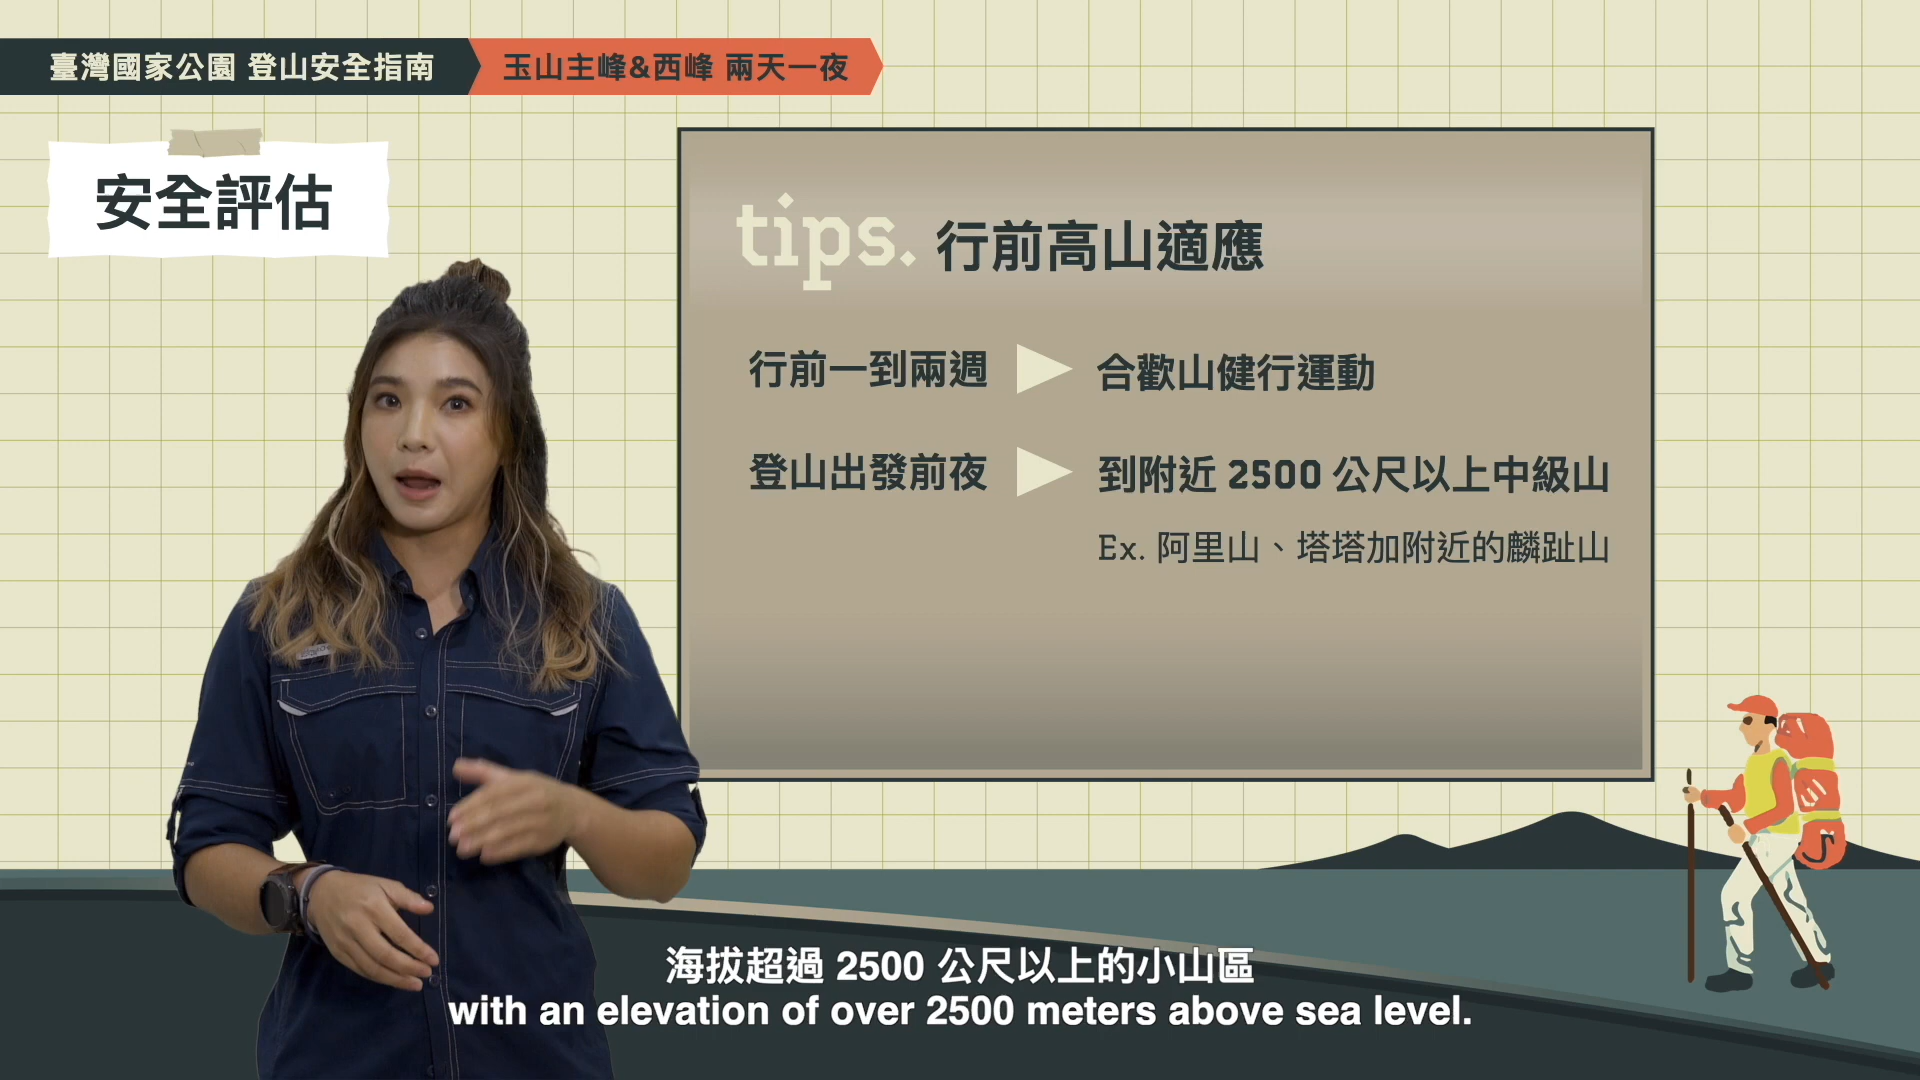 臺灣國家公園 登山安全指南
玉山主峰&西峰 兩天一夜
安全評估
tips. 行前高山適應
行前一到兩週 合歡山健行運動
登山出發前夜 到附近 2500 公尺以上中級山
Ex. 阿里山、塔塔加附近的麟趾山
海拔超過 2500 公尺以上的小山區
with an elevation of over 2500 meters above sea level.